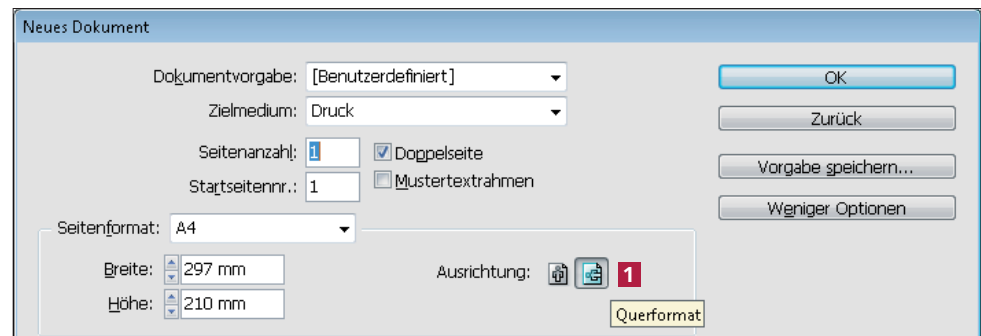 Neues Dokument
Dokumentvorgabe: [Benutzerdefiniert]
OK
Zielmedium: Druck
Zurück
Seitenanzahl: 1 Doppelseite
Vorgabe speichern...
Startseitennr.: 1 Mustertextrahmen
Weniger Optionen
Seitenformat: A4
Breite: 297 mm
Ausrichtung: 1
Höhe: 210 mm
Querformat